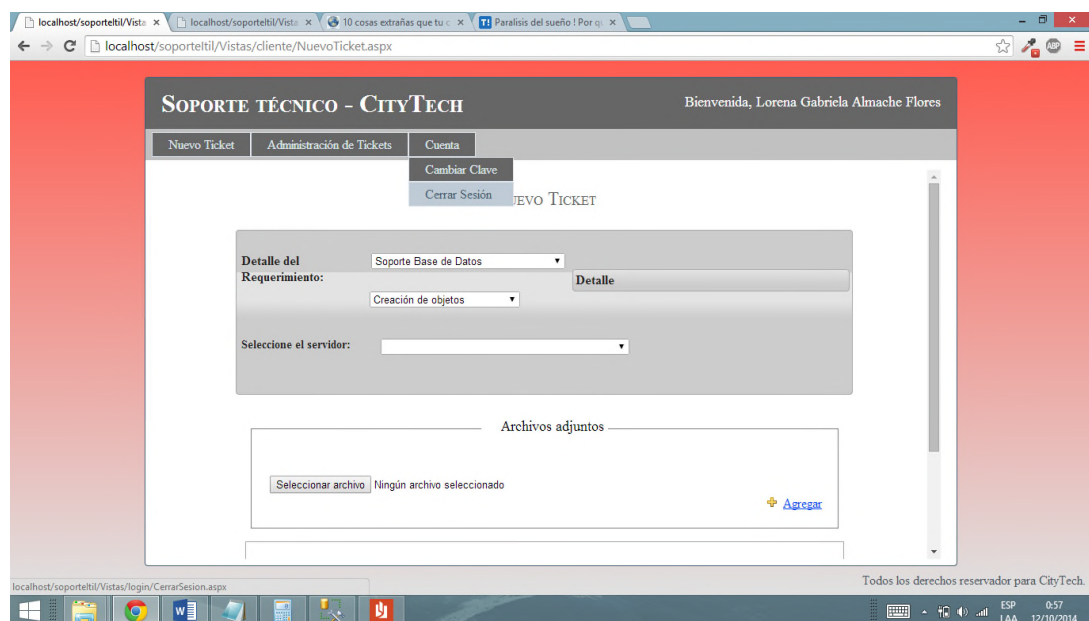 localhost/soporteltil/Vista
localhost/soporteltil/Vista
10 cosas extrañas que tu c
T!
Paralisis del sueño ! Por qu
localhost/soporteltil/Vistas/cliente/NuevoTicket.aspx
ABP
SOPORTE TÉCNICO - CITYTECH
Bienvenida, Lorena Gabriela Almache Flores
Nuevo Ticket
Administración de Tickets
Cuenta
Cambiar Clave
Cerrar Sesión
EVO TICKET
Detalle del
Requerimiento:
Soporte Base de Datos
Detalle
Creación de objetos
Seleccione el servidor:
Archivos adjuntos
Seleccionar archivo
Ningún archivo seleccionado
Agregar
localhost/soporteltil/Vistas/login/CerrarSesion.aspx
Todos los derechos reservador para CityTech.
ESP
LAA
0:57
12/10/2014